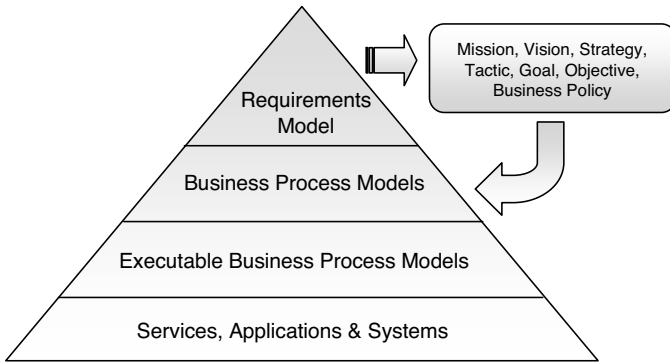 Mission, Vision, Strategy,
Tactic, Goal, Objective,
Business Policy
Requirements
Model
Business Process Models
Executable Business Process Models
Services, Applications & Systems